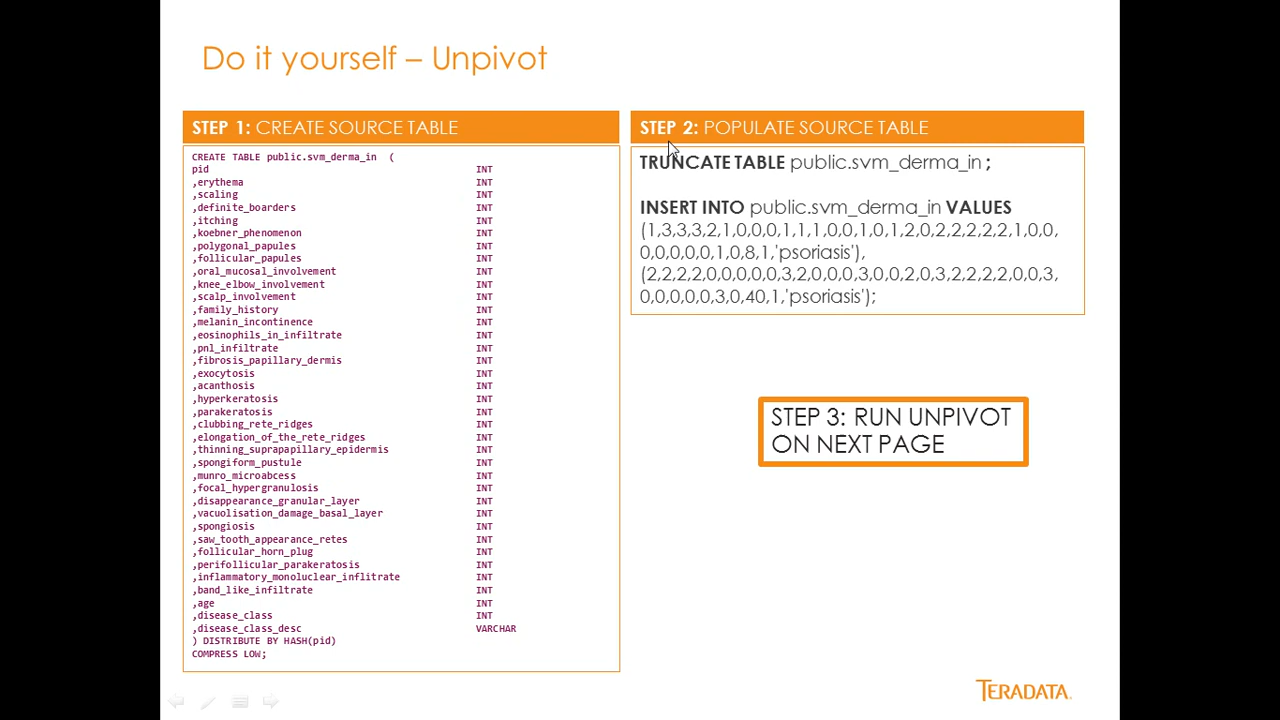 Do it yourself – Unpivot
STEP 1: CREATE SOURCE TABLE
CREATE TABLE public.svm_derma_in (
pid INT
,erythema INT
,scaling INT
,definite_boarders INT
,itching INT
,koebner_phenomenon INT
,polygonal_papules INT
,follicular_papules INT
,oral_mucosal_involvement INT
,knee_elbow_involvement INT
,scalp_involvement INT
,family_history INT
,melanin_incontinence INT
,eosinophils_in_infiltrate INT
,pnl_infiltrate INT
,fibrosis_papillary_dermis INT
,exocytosis INT
,acanthosis INT
,hyperkeratosis INT
,parakeratosis INT
,clubbing_rete_ridges INT
,elongation_of_the_rete_ridges INT
,thinning_suprapapillary_epidermis INT
,spongiform_pustule INT
,munro_microabcess INT
,focal_hypergranulosis INT
,disappearance_granular_layer INT
,vacuolisation_damage_basal_layer INT
,spongiosis INT
,saw_tooth_appearance_retes INT
,follicular_horn_plug INT
,perifollicular_parakeratosis INT
,inflammatory_monoluclear_inflitrate INT
,band_like_infiltrate INT
,age INT
,disease_class INT
,disease_class_desc VARCHAR
) DISTRIBUTE BY HASH(pid)
COMPRESS LOW;
STEP 2: POPULATE SOURCE TABLE
TRUNCATE TABLE public.svm_derma_in ;
INSERT INTO public.svm_derma_in VALUES
(1,3,3,3,2,1,0,0,0,1,1,1,0,0,1,0,1,2,0,2,2,2,2,2,1,0,0,
0,0,0,0,0,1,0,8,1,'psoriasis'),
(2,2,2,2,0,0,0,0,0,3,2,0,0,0,3,0,0,2,0,3,2,2,2,2,0,0,3,
0,0,0,0,0,3,0,40,1,'psoriasis');
STEP 3: RUN UNPIVOT
ON NEXT PAGE
TERADATA.